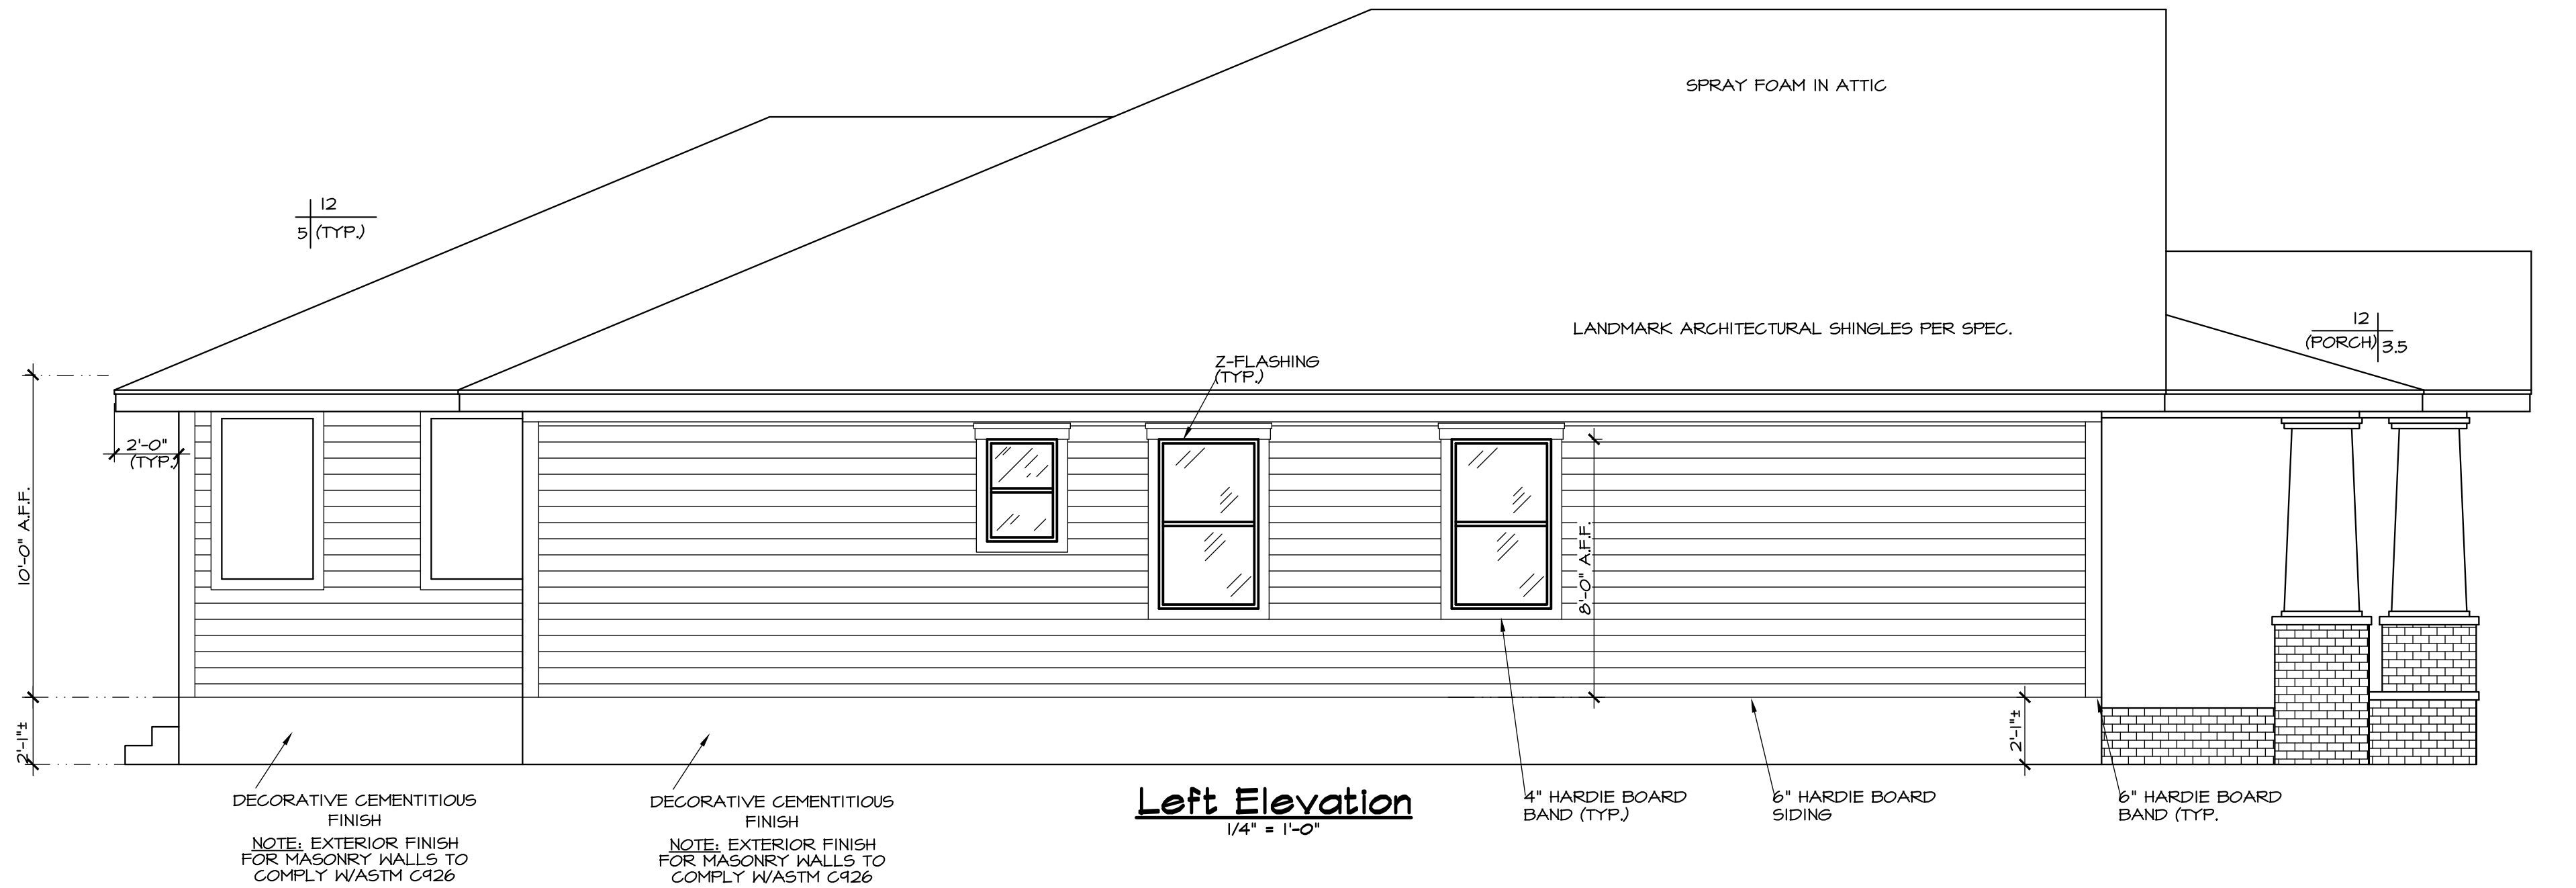 SPRAY FOAM IN ATTIC
12
5 (TYP.)
12
(PORCH) 3.5
LANDMARK ARCHITECTURAL SHINGLES PER SPEC.
Z-FLASHING
(TYP.)
2'-0"
(TYP.)
10'-0" A.F.F.
8'-0" A.F.F.
2'-1"±
2'-1"±
DECORATIVE CEMENTITIOUS
FINISH
NOTE: EXTERIOR FINISH
FOR MASONRY WALLS TO
COMPLY W/ASTM C926
DECORATIVE CEMENTITIOUS
FINISH
NOTE: EXTERIOR FINISH
FOR MASONRY WALLS TO
COMPLY W/ASTM C926
Left Elevation
1/4" = 1'-0"
4" HARDIE BOARD
BAND (TYP.)
6" HARDIE BOARD
SIDING
6" HARDIE BOARD
BAND (TYP.